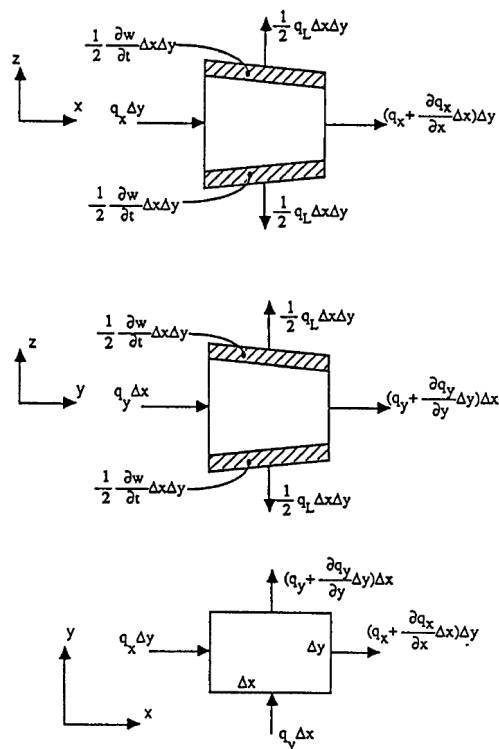 1/2 ∂w/∂t ΔxΔy
1/2 q_L ΔxΔy
z
x
q_x Δy
(q_x + ∂q_x/∂x Δx)Δy
1/2 ∂w/∂t ΔxΔy
1/2 q_L ΔxΔy
1/2 ∂w/∂t ΔxΔy
1/2 q_L ΔxΔy
z
y
q_y Δx
(q_y + ∂q_y/∂y Δy)Δx
1/2 ∂w/∂t ΔxΔy
1/2 q_L ΔxΔy
(q_y + ∂q_y/∂y Δy)Δx
y
x
q_x Δy
Δy
(q_x + ∂q_x/∂x Δx)Δy
Δx
q_y Δx